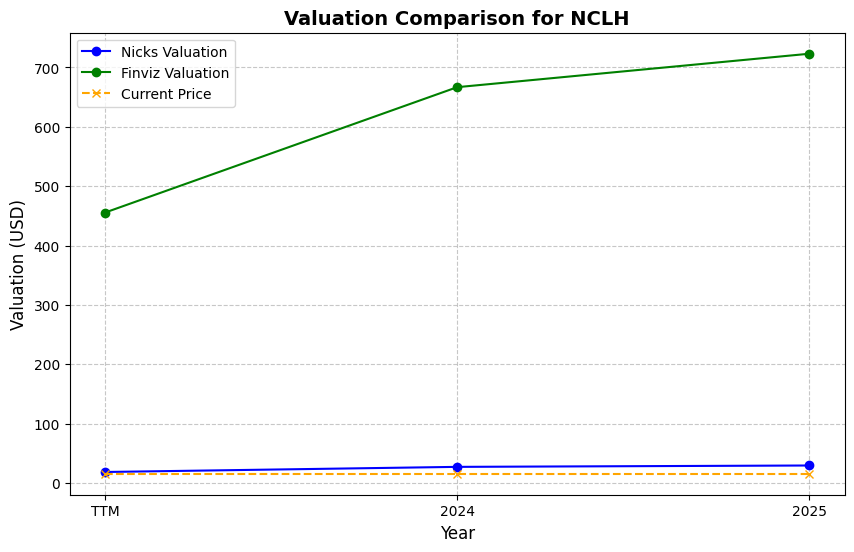 Valuation Comparison for NCLH
Nicks Valuation
Finviz Valuation
Current Price
Valuation (USD)
700
600
500
400
300
200
100
0
TTM
2024
2025
Year